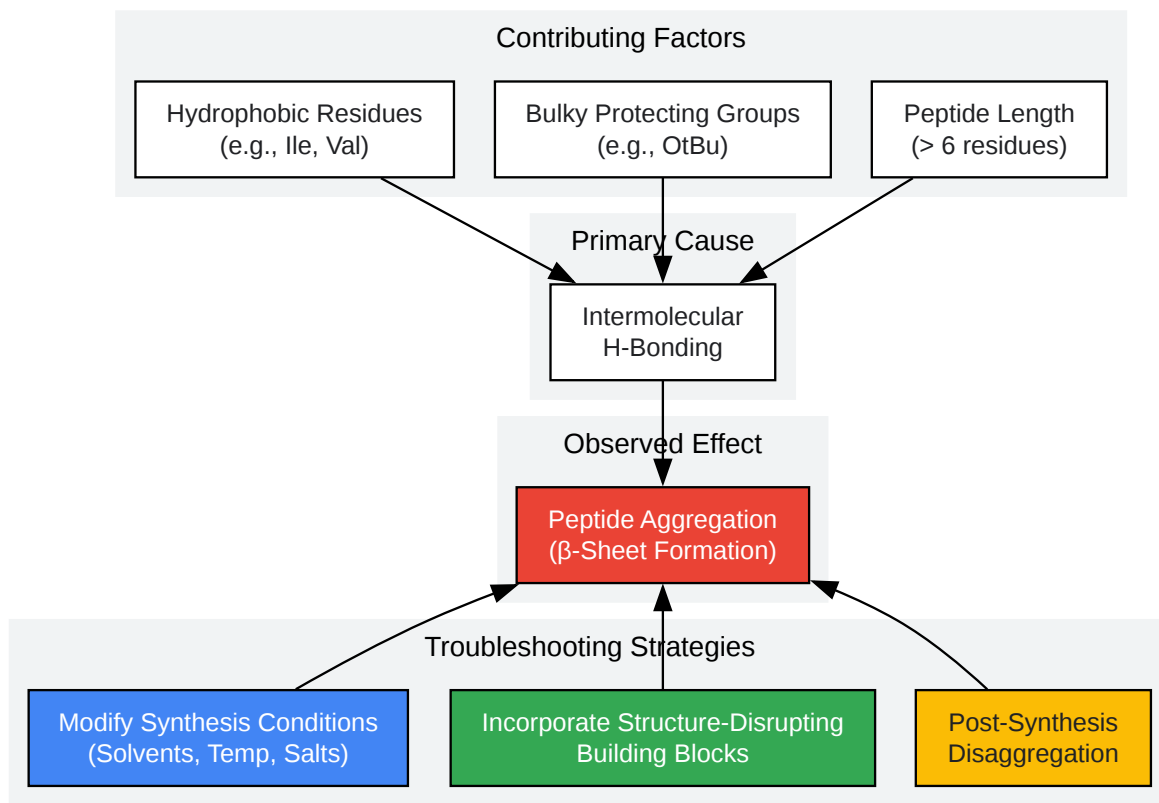 Contributing Factors
Hydrophobic Residues
(e.g., Ile, Val)
Bulky Protecting Groups
(e.g., OtBu)
Peptide Length
(> 6 residues)
Primary Cause
Intermolecular
H-Bonding
Observed Effect
Peptide Aggregation
(β-Sheet Formation)
Troubleshooting Strategies
Modify Synthesis Conditions
(Solvents, Temp, Salts)
Incorporate Structure-Disrupting
Building Blocks
Post-Synthesis
Disaggregation